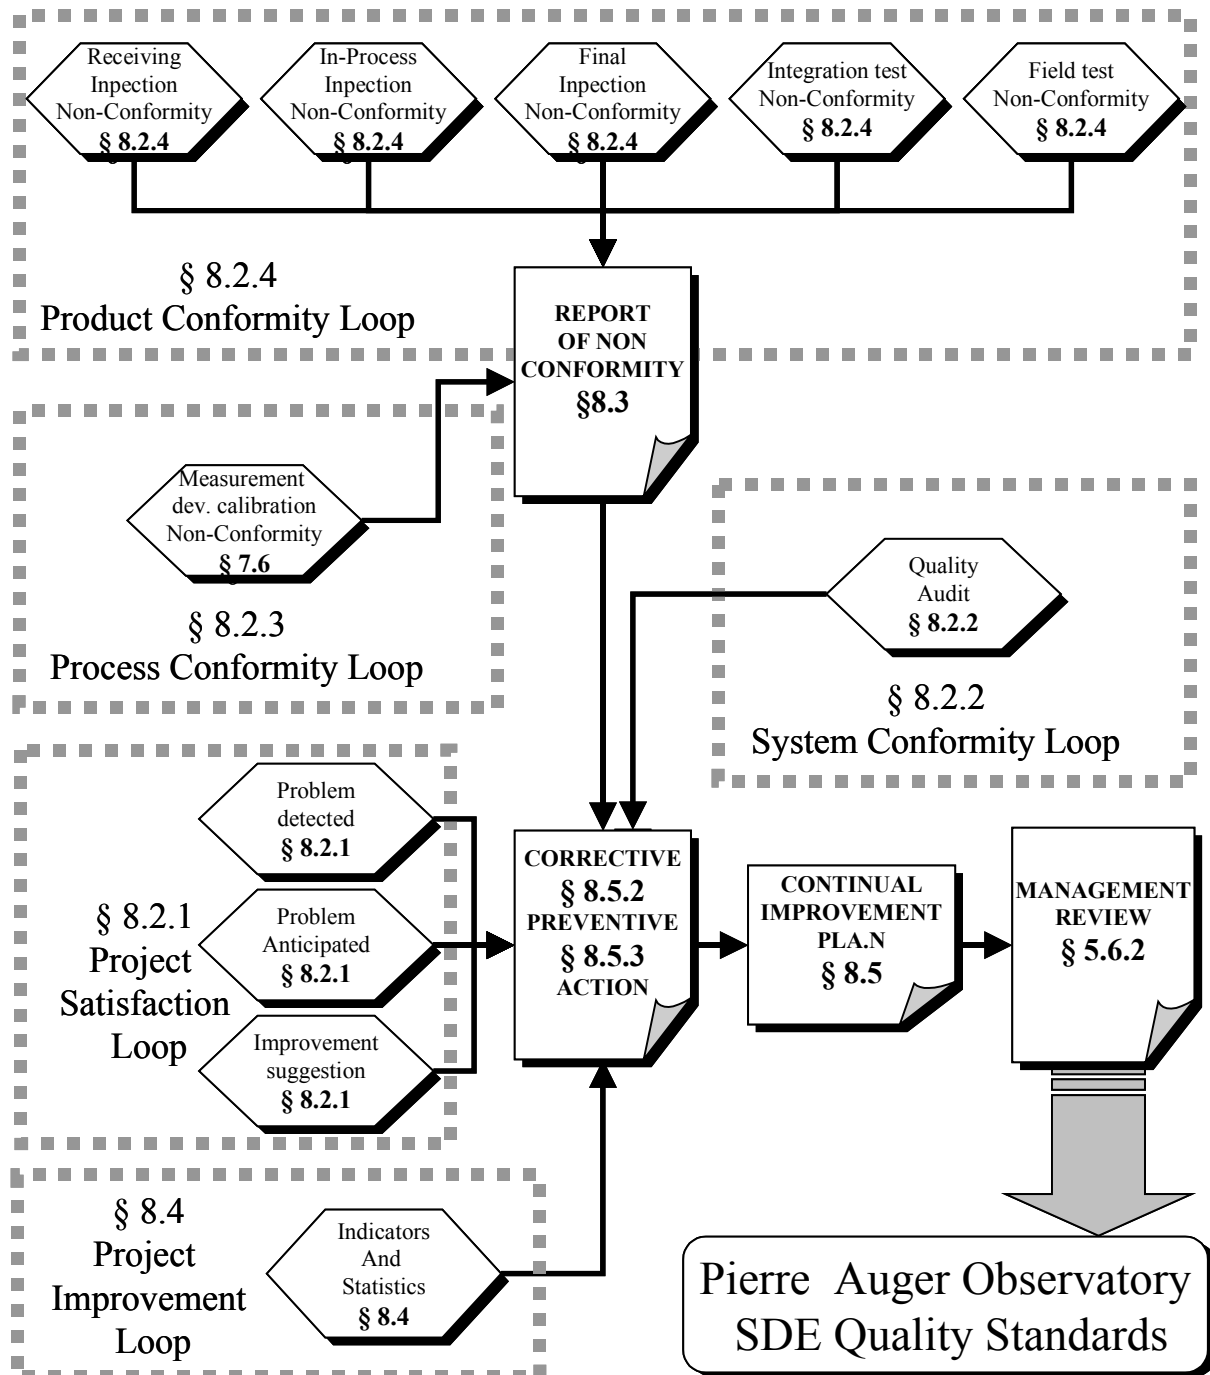 Receiving
Inpection
Non-Conformity
§ 8.2.4
In-Process
Inpection
Non-Conformity
§ 8.2.4
Final
Inpection
Non-Conformity
§ 8.2.4
Integration test
Non-Conformity
§ 8.2.4
Field test
Non-Conformity
§ 8.2.4
§ 8.2.4
Product Conformity Loop
REPORT
OF NON
CONFORMITY
§8.3
Measurement
dev. calibration
Non-Conformity
§ 7.6
§ 8.2.3
Process Conformity Loop
Quality
Audit
§ 8.2.2
§ 8.2.2
System Conformity Loop
Problem
detected
§ 8.2.1
Problem
Anticipated
§ 8.2.1
Improvement
suggestion
§ 8.2.1
§ 8.2.1
Project
Satisfaction
Loop
CORRECTIVE
§ 8.5.2
PREVENTIVE
§ 8.5.3
ACTION
CONTINUAL
IMPROVEMENT
PLA.N
§ 8.5
MANAGEMENT
REVIEW
§ 5.6.2
§ 8.4
Project
Improvement
Loop
Indicators
And
Statistics
§ 8.4
Pierre Auger Observatory
SDE Quality Standards